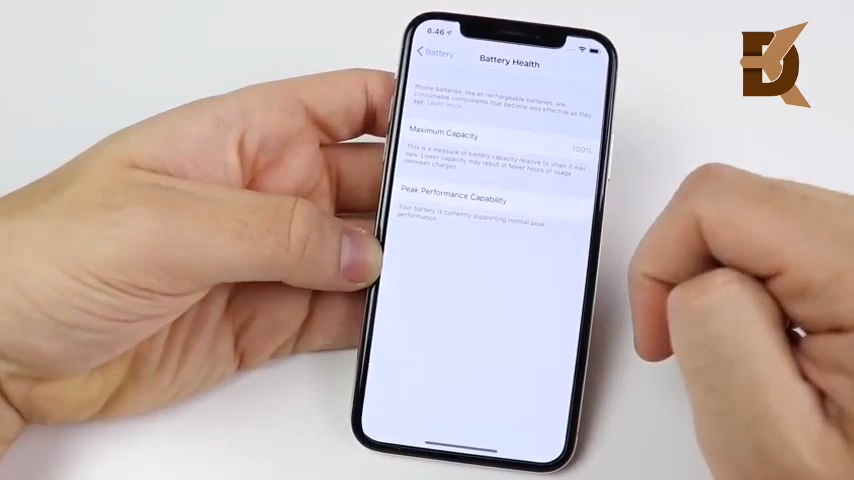 8:46
Battery
Battery Health
Phone batteries, like all rechargeable batteries, are
consumable components that become less effective as they
age. Learn more...
Maximum Capacity
100%
This is a measure of battery capacity relative to when it was
new. Lower capacity may result in fewer hours of usage
between charges.
Peak Performance Capability
Your battery is currently supporting normal peak
performance.